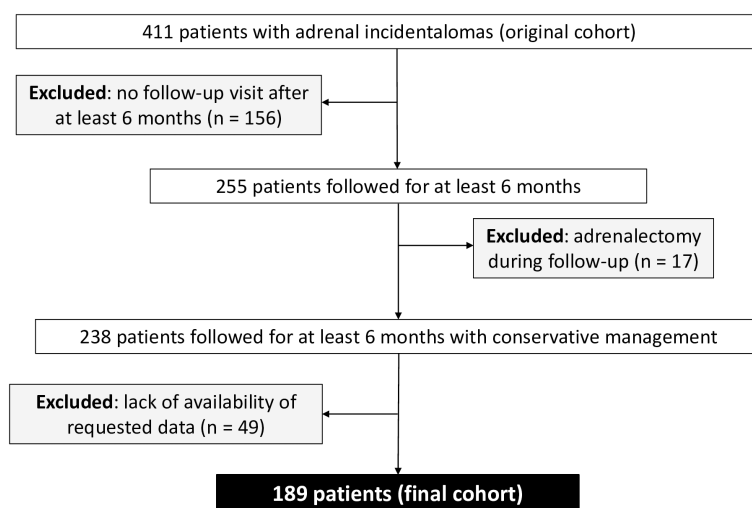 411 patients with adrenal incidentalomas (original cohort)
Excluded: no follow-up visit after
at least 6 months (n = 156)
255 patients followed for at least 6 months
Excluded: adrenalectomy
during follow-up (n = 17)
238 patients followed for at least 6 months with conservative management
Excluded: lack of availability of
requested data (n = 49)
189 patients (final cohort)